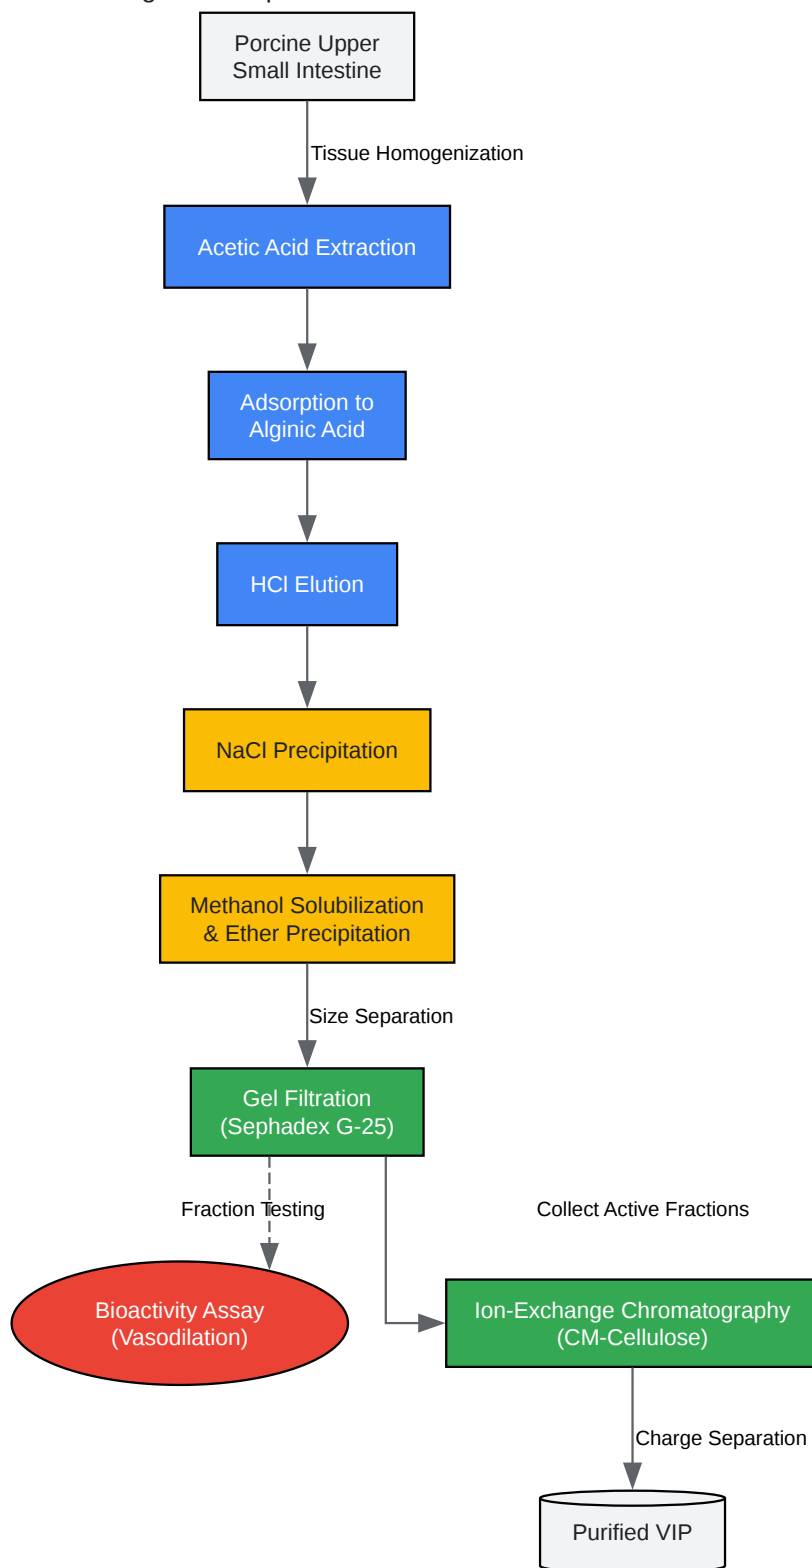 Porcine Upper
Small Intestine
Tissue Homogenization
Acetic Acid Extraction
Adsorption to
Alginic Acid
HCl Elution
NaCl Precipitation
Methanol Solubilization
& Ether Precipitation
Size Separation
Gel Filtration
(Sephadex G-25)
Fraction Testing
Collect Active Fractions
Bioactivity Assay
(Vasodilation)
Ion-Exchange Chromatography
(CM-Cellulose)
Charge Separation
Purified VIP